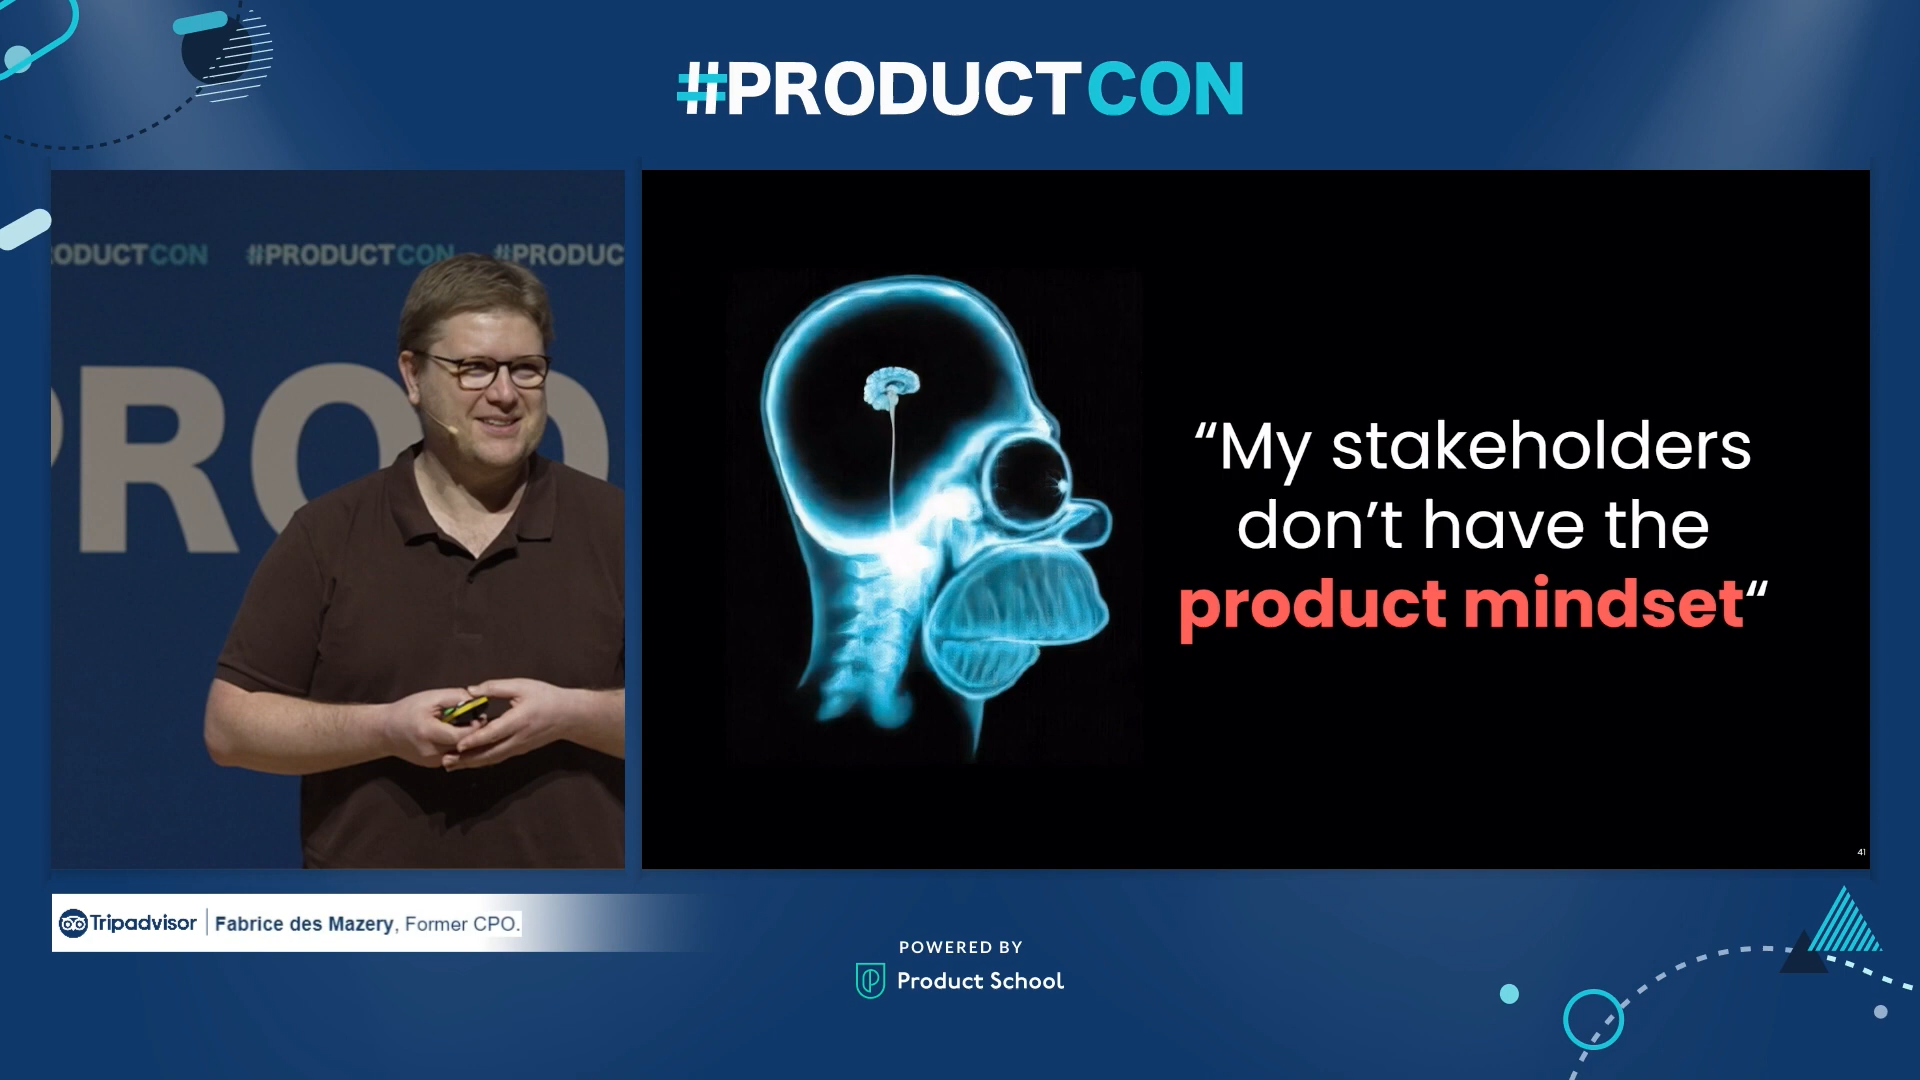 #PRODUCTCON
ODUCTCON #PRODUCTCON #PRODUC
PRO
“My stakeholders
don’t have the
product mindset“
41
Tripadvisor Fabrice des Mazery, Former CPO.
POWERED BY
Product School